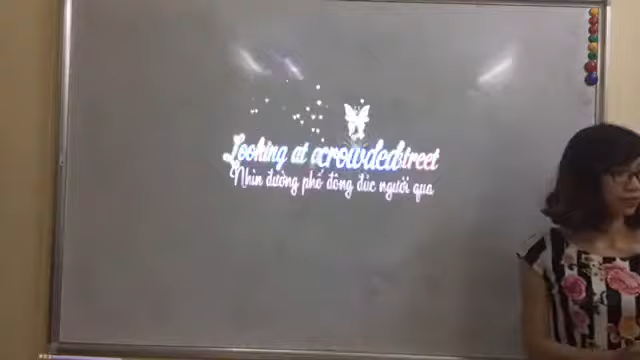 Looking at a crowded street
Nhìn đường phố đông đúc người qua